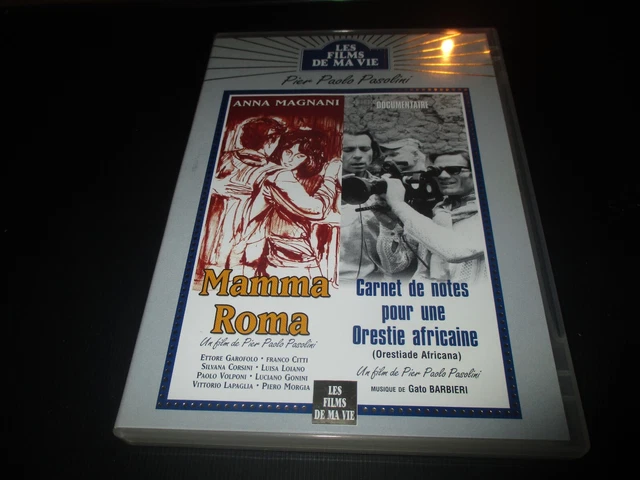 LES
FILMS
DE MA VIE
Pier Paolo Pasolini
ANNA MAGNANI
DOCUMENTAIRE
Mamma
Roma
Un film de Pier Paolo Pasolini
ETTORE GAROFOLO • FRANCO CITTI
SILVANA CORSINI • LUISA LOIANO
PAOLO VOLPONI • LUCIANO GONINI
VITTORIO LAPAGLIA • PIERO MORGIA
Carnet de notes
pour une
Orestie africaine
(Orestiade Africana)
Un film de Pier Paolo Pasolini
MUSIQUE DE Gato BARBIERI
LES
FILMS
DE MA VIE